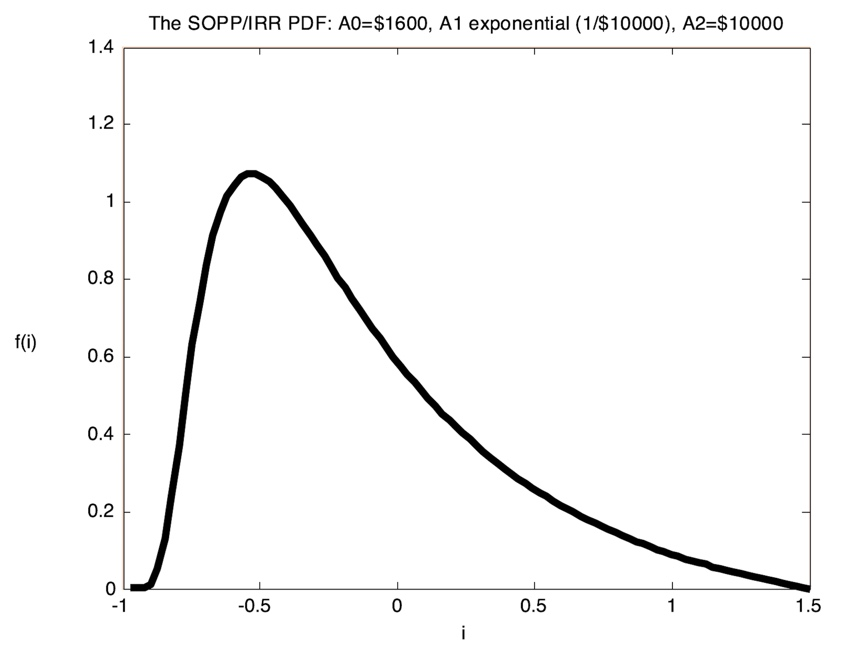 The SOPP/IRR PDF: A0=$1600, A1 exponential (1/$10000), A2=$10000
1.4
1.2
1
0.8
f(i)
0.6
0.4
0.2
0
-1 -0.5 0 0.5 1 1.5
i